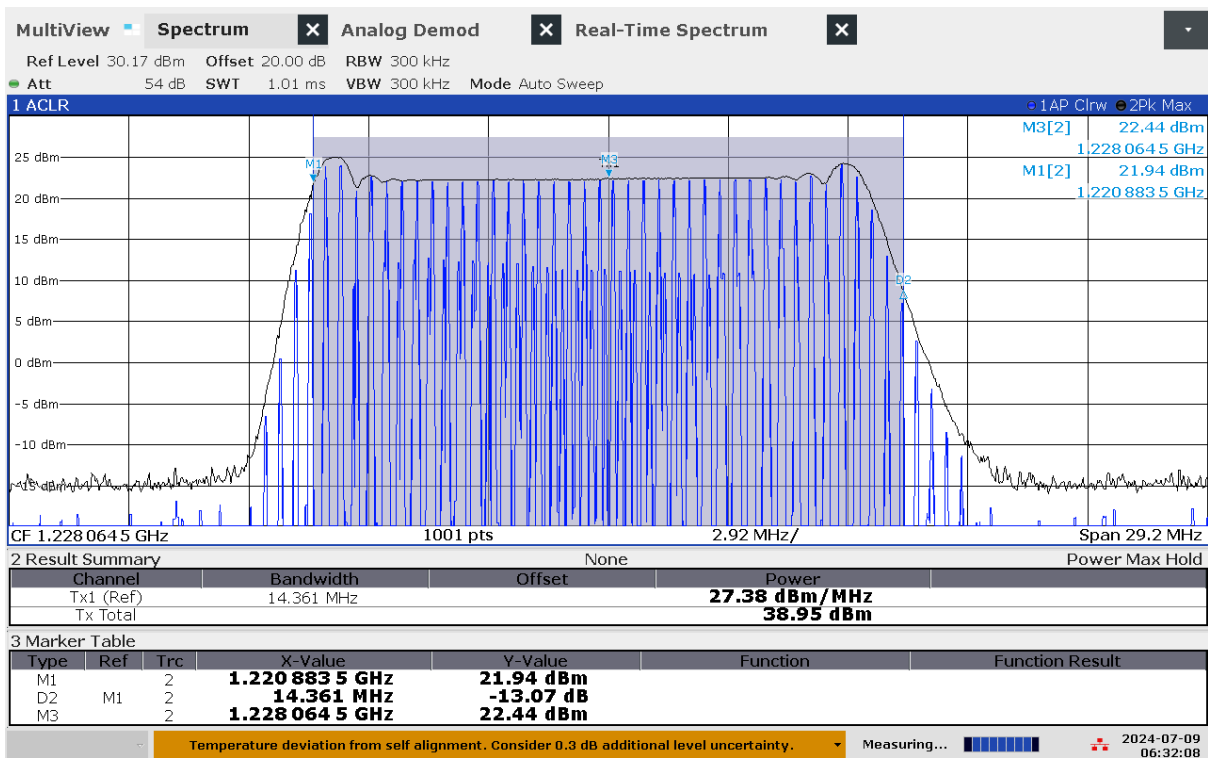 MultiView Spectrum X Analog Demod X Real-Time Spectrum X
Ref Level 30.17 dBm Offset 20.00 dB RBW 300 kHz
Att 54 dB SWT 1.01 ms VBW 300 kHz Mode Auto Sweep
1 ACLR 1AP Clrw 2Pk Max
M3[2] 22.44 dBm
1.228 064 5 GHz
M1[2] 21.94 dBm
1.220 883 5 GHz
25 dBm
M1 M3
20 dBm
15 dBm
10 dBm
D2
5 dBm
0 dBm
-5 dBm
-10 dBm
-15 dBm
CF 1.228 064 5 GHz 1001 pts 2.92 MHz/ Span 29.2 MHz
2 Result Summary None Power Max Hold
Channel Bandwidth Offset Power
Tx1 (Ref) 14.361 MHz 27.38 dBm/MHz
Tx Total 38.95 dBm
3 Marker Table
Type Ref Trc X-Value Y-Value Function Function Result
M1 2 1.220 883 5 GHz 21.94 dBm
D2 M1 2 14.361 MHz -13.07 dB
M3 2 1.228 064 5 GHz 22.44 dBm
Temperature deviation from self alignment. Consider 0.3 dB additional level uncertainty. Measuring... 2024-07-09
06:32:08